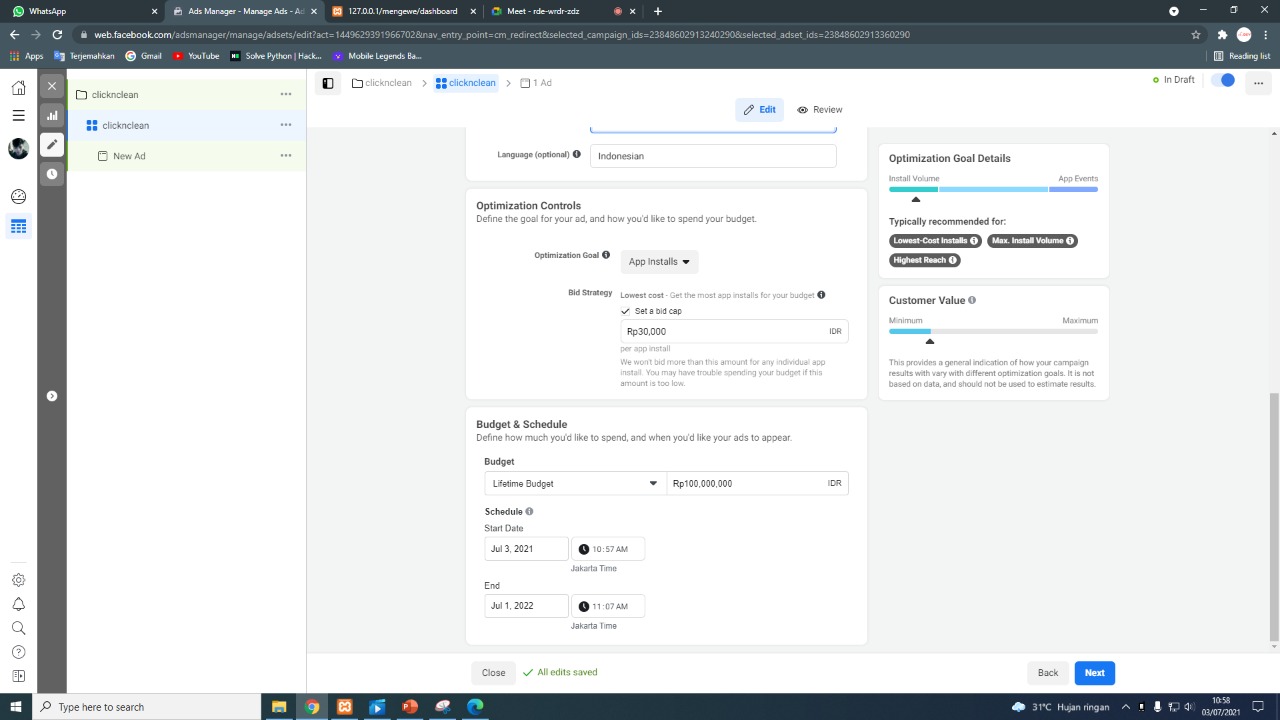 WhatsApp
Ads Manager - Manage Ads - Ad
127.0.0.1/mengwe/dashboard
Meet - rde-wrdr-zdz
web.facebook.com/adsmanager/manage/adsets/edit?act=1449629391966702&nav_entry_point=cm_redirect&selected_campaign_ids=23848602913240290&selected_adset_ids=23848602913360290
Apps
Terjemahkan
Gmail
YouTube
Solve Python | Hack...
Mobile Legends Ba...
Reading list
clicknclean
clicknclean
New Ad
clicknclean
clicknclean
1 Ad
In Draft
Edit
Review
Language (optional)
Indonesian
Optimization Controls
Define the goal for your ad, and how you'd like to spend your budget.
Optimization Goal
App Installs
Bid Strategy
Lowest cost - Get the most app installs for your budget
Set a bid cap
Rp30,000
IDR
per app install
We won't bid more than this amount for any individual app
install. You may have trouble spending your budget if this
amount is too low.
Budget & Schedule
Define how much you'd like to spend, and when you'd like your ads to appear.
Budget
Lifetime Budget
Rp100,000,000
IDR
Schedule
Start Date
Jul 3, 2021
10:57 AM
Jakarta Time
End
Jul 1, 2022
11:07 AM
Jakarta Time
Optimization Goal Details
Install Volume
App Events
Typically recommended for:
Lowest-Cost Installs
Max. Install Volume
Highest Reach
Customer Value
Minimum
Maximum
This provides a general indication of how your campaign
results with vary with different optimization goals. It is not
based on data, and should not be used to estimate results.
Close
All edits saved
Back
Next
Type here to search
31°C Hujan ringan
10:58
03/07/2021